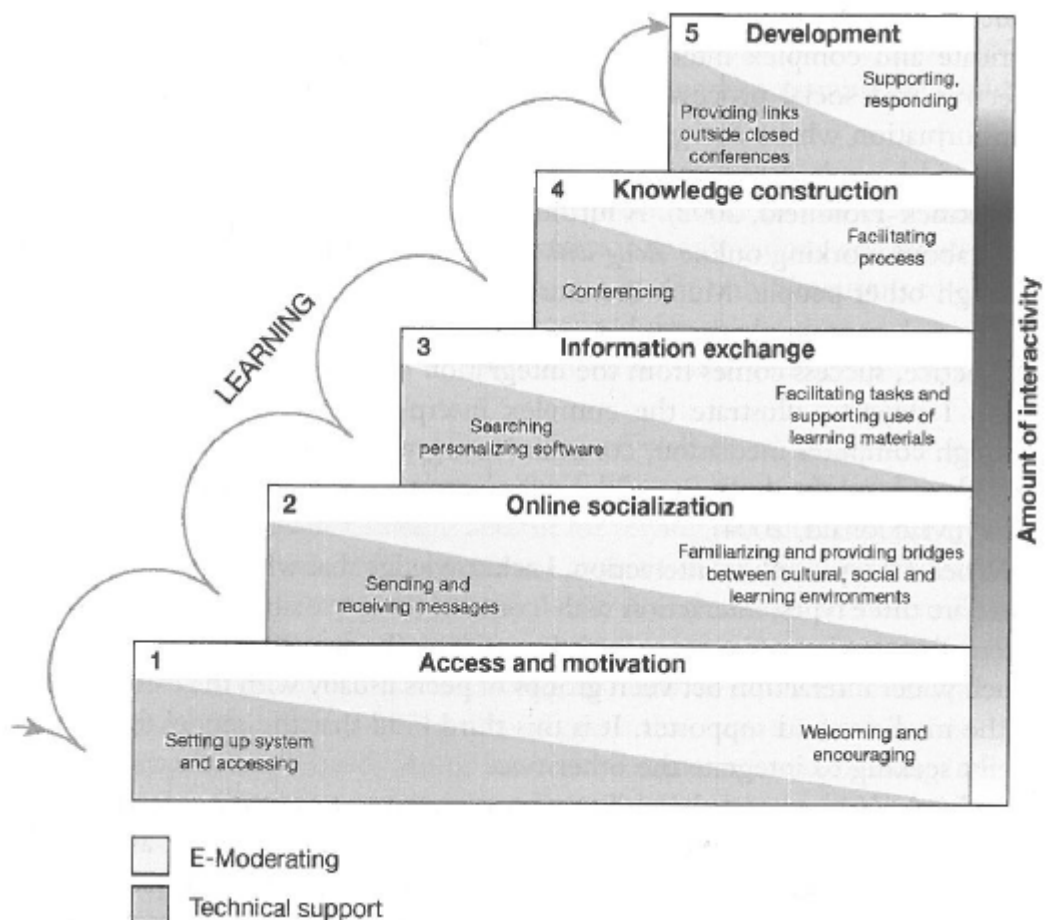 5 Development
Supporting,
responding
Providing links
outside closed
conferences
4 Knowledge construction
Facilitating
process
Conferencing
3 Information exchange
Facilitating tasks and
supporting use of
learning materials
Searching
personalizing software
2 Online socialization
Familiarizing and providing bridges
between cultural, social and
learning environments
Sending and
receiving messages
1 Access and motivation
Welcoming and
encouraging
Setting up system
and accessing
LEARNING
Amount of interactivity
E-Moderating
Technical support